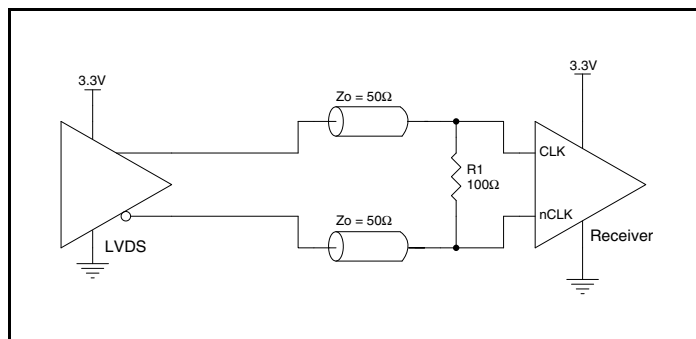 3.3V
3.3V
Zo = 50Ω
CLK
R1
100Ω
nCLK
Zo = 50Ω
Receiver
LVDS